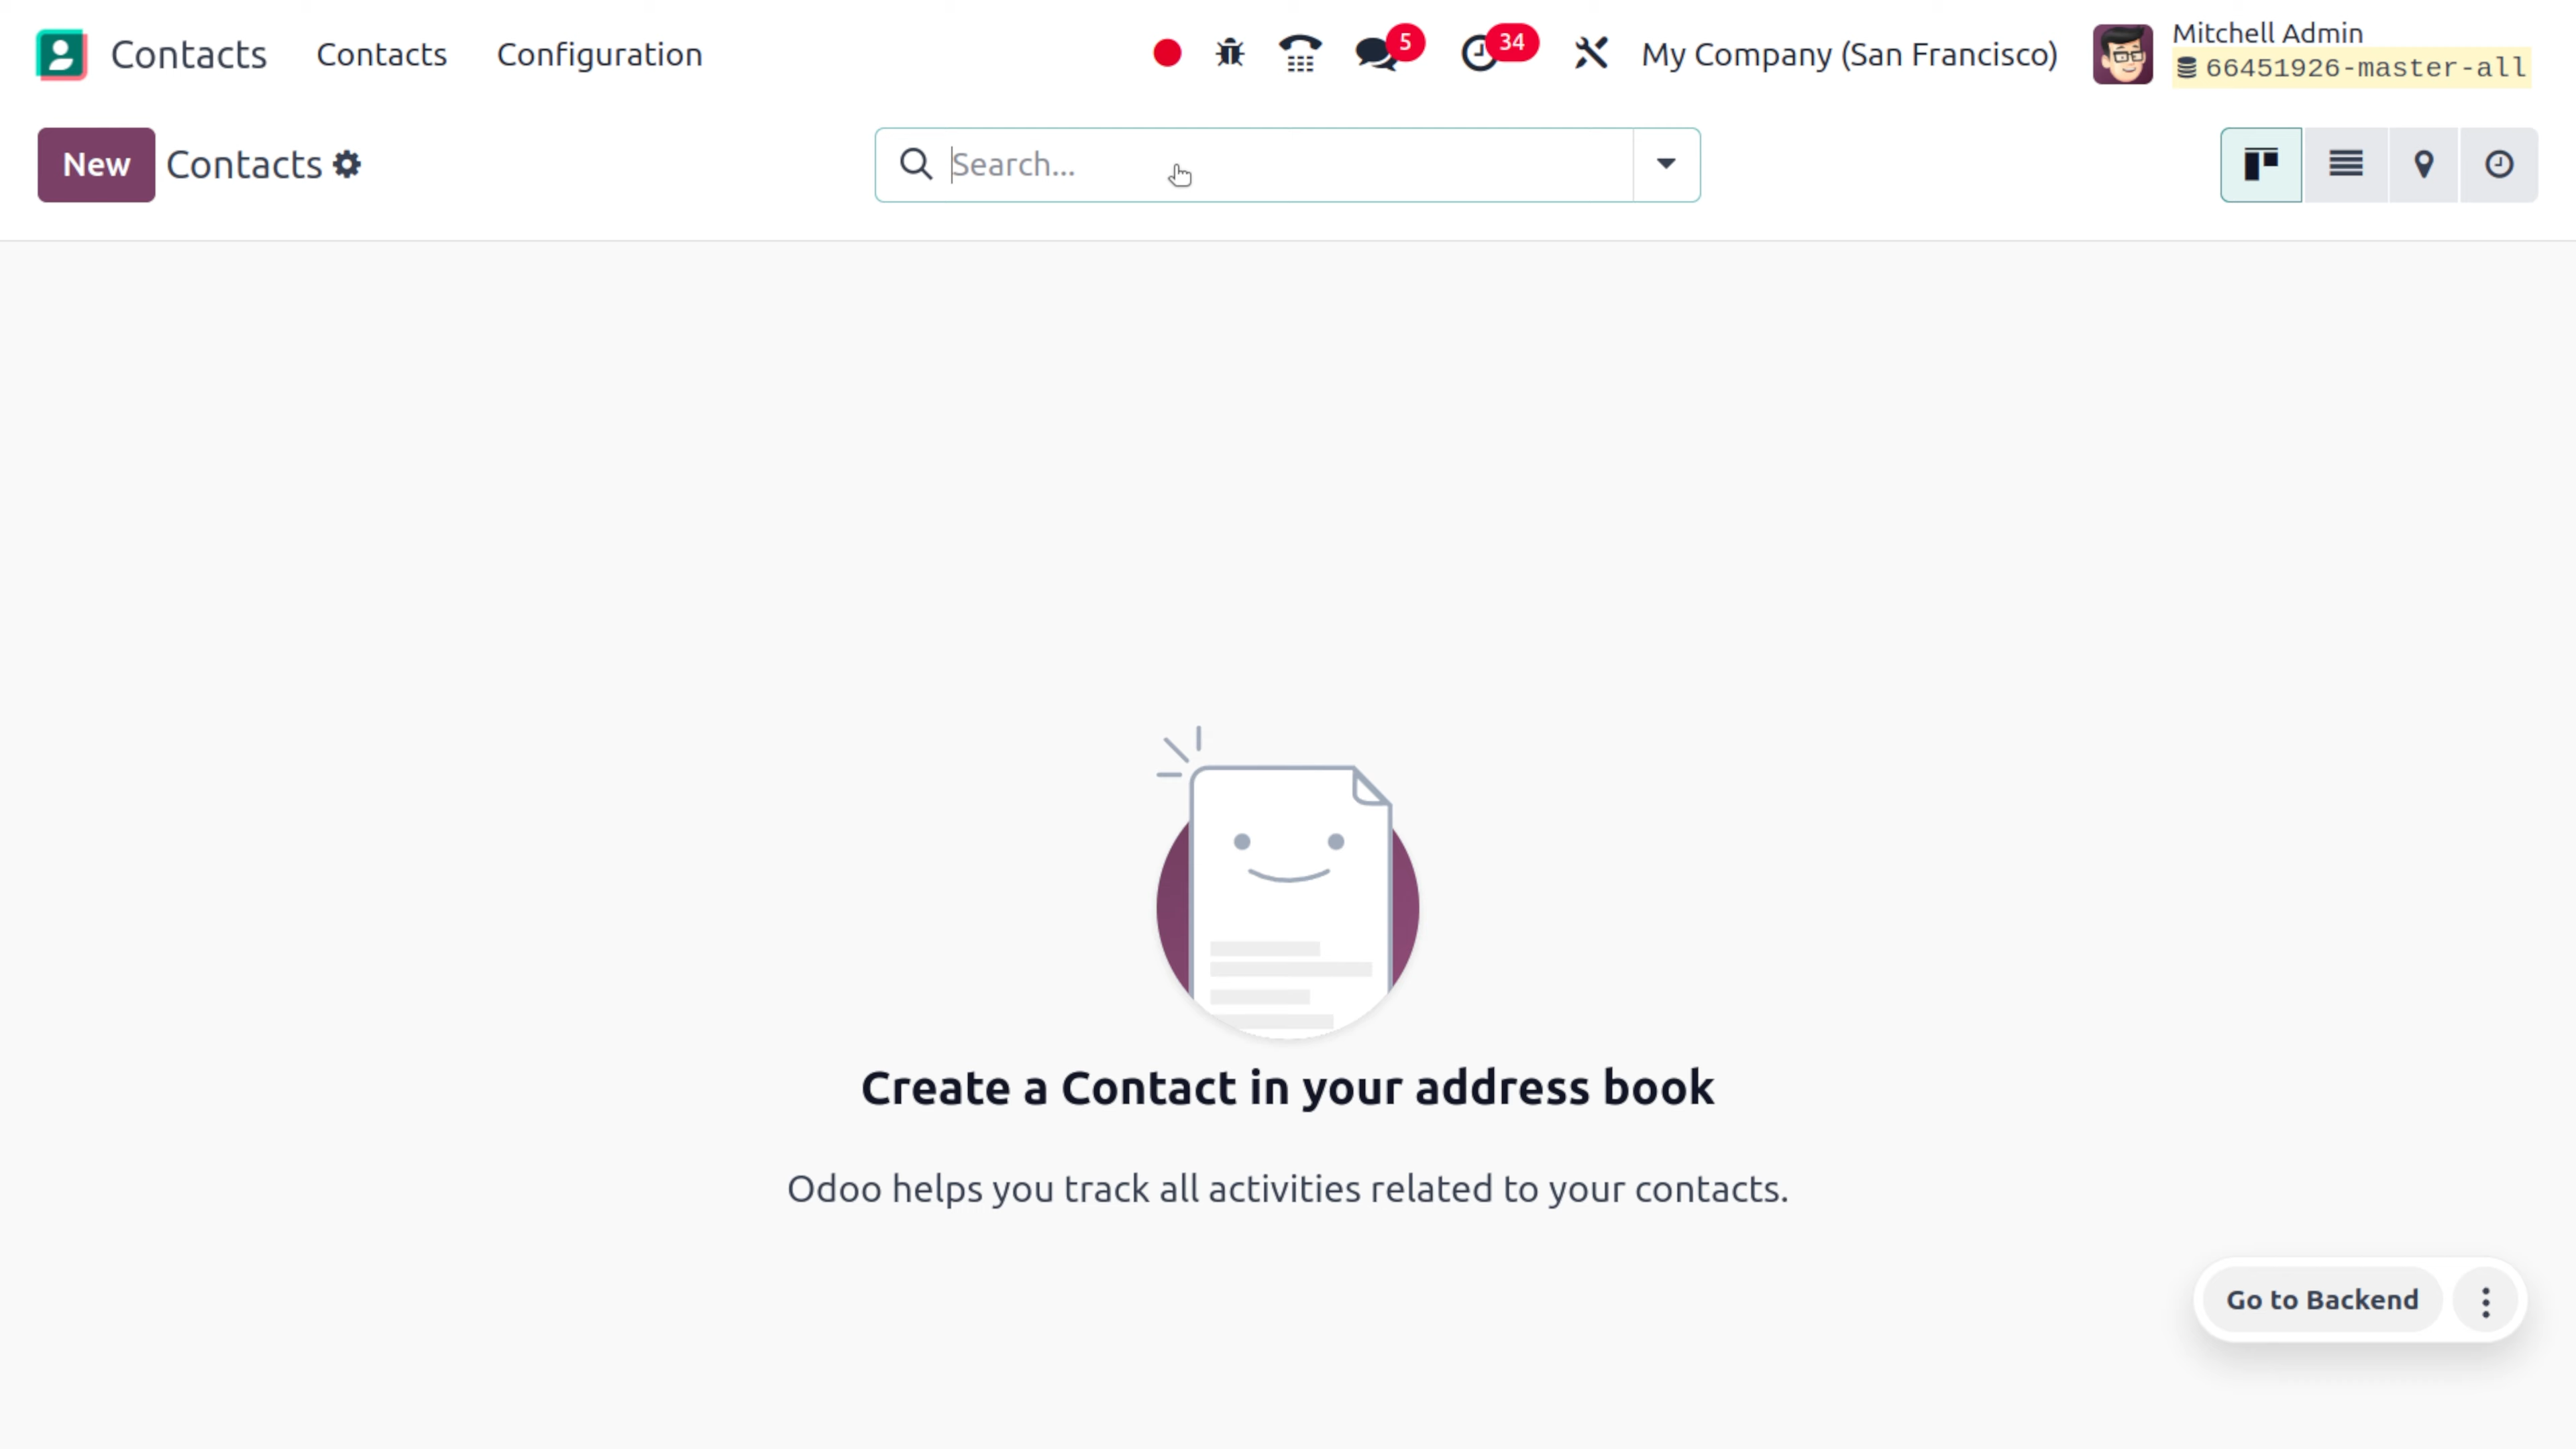 Contacts Contacts Configuration 5 34 My Company (San Francisco) Mitchell Admin
66451926-master-all
New Contacts Search...
Create a Contact in your address book
Odoo helps you track all activities related to your contacts.
Go to Backend